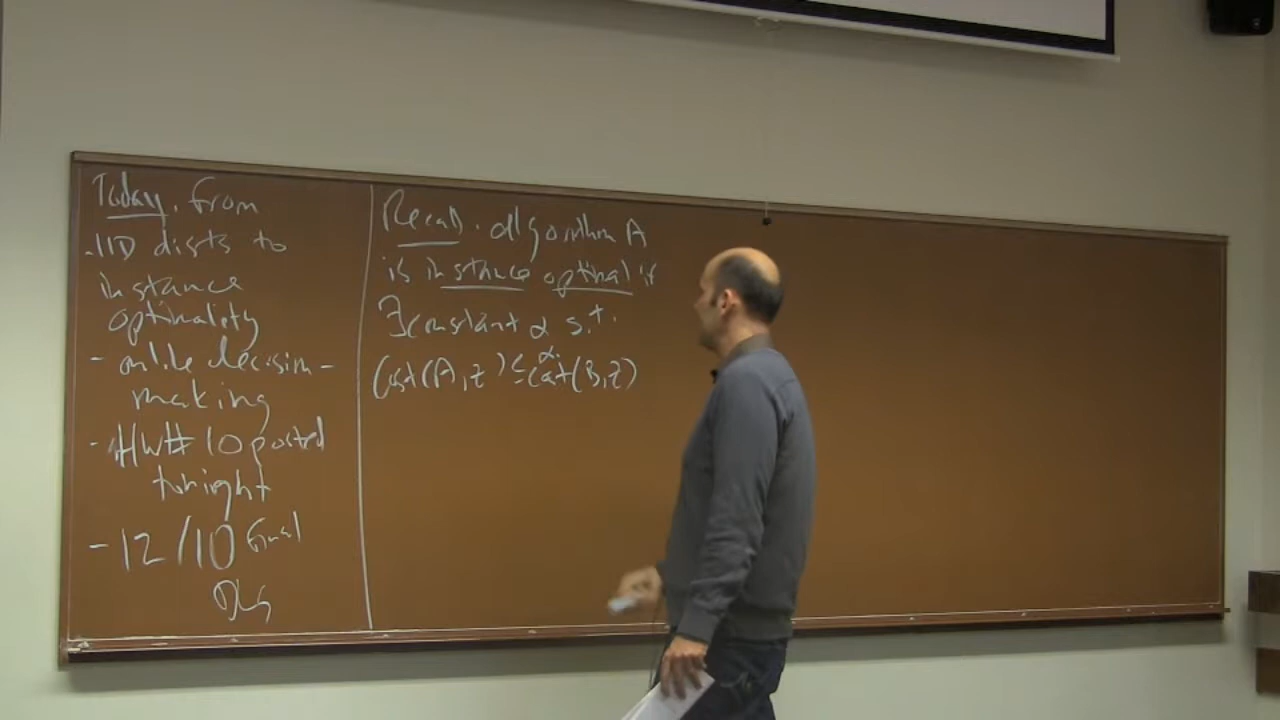 Today. From
IID dists to
instance
optimality
- online decision-
making
- HW# 10 posted
tonight
- 12/10 final
Recall. algorithm A
is instance optimal if
∃ constant α s.t.
Cost(A,z) ≤ α. Cost(B,z)